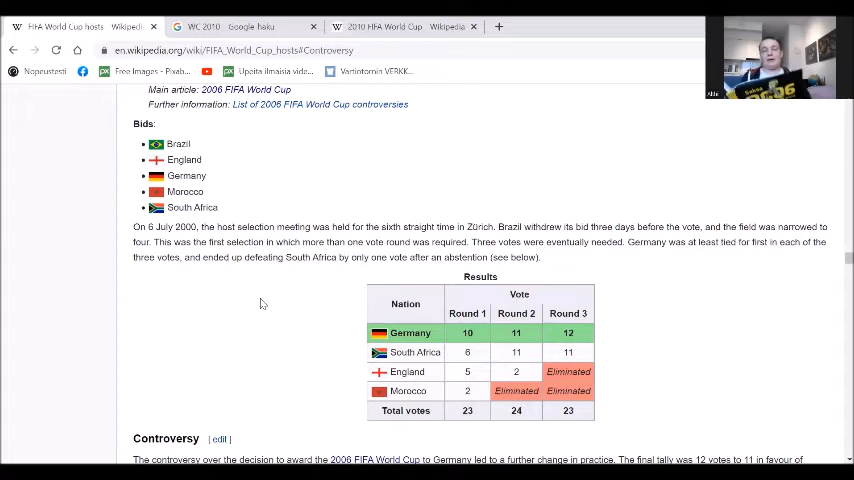 FIFA World Cup hosts - Wikipedi
WC 2010 - Google-haku
2010 FIFA World Cup - Wikipedia
en.wikipedia.org/wiki/FIFA_World_Cup_hosts#Controversy
Nopeustesti
Free Images - Pixab...
Upeita ilmaisia video...
Vartiotornin VERKK...
Main article: 2006 FIFA World Cup
Further information: List of 2006 FIFA World Cup controversies
Bids:
Brazil
England
Germany
Morocco
South Africa
On 6 July 2000, the host selection meeting was held for the sixth straight time in Zürich. Brazil withdrew its bid three days before the vote, and the field was narrowed to
four. This was the first selection in which more than one vote round was required. Three votes were eventually needed. Germany was at least tied for first in each of the
three votes, and ended up defeating South Africa by only one vote after an abstention (see below).
Results
Nation Vote
Round 1 Round 2 Round 3
Germany 10 11 12
South Africa 6 11 11
England 5 2 Eliminated
Morocco 2 Eliminated Eliminated
Total votes 23 24 23
Controversy [ edit ]
The controversy over the decision to award the 2006 FIFA World Cup to Germany led to a further change in practice. The final tally was 12 votes to 11 in favour of